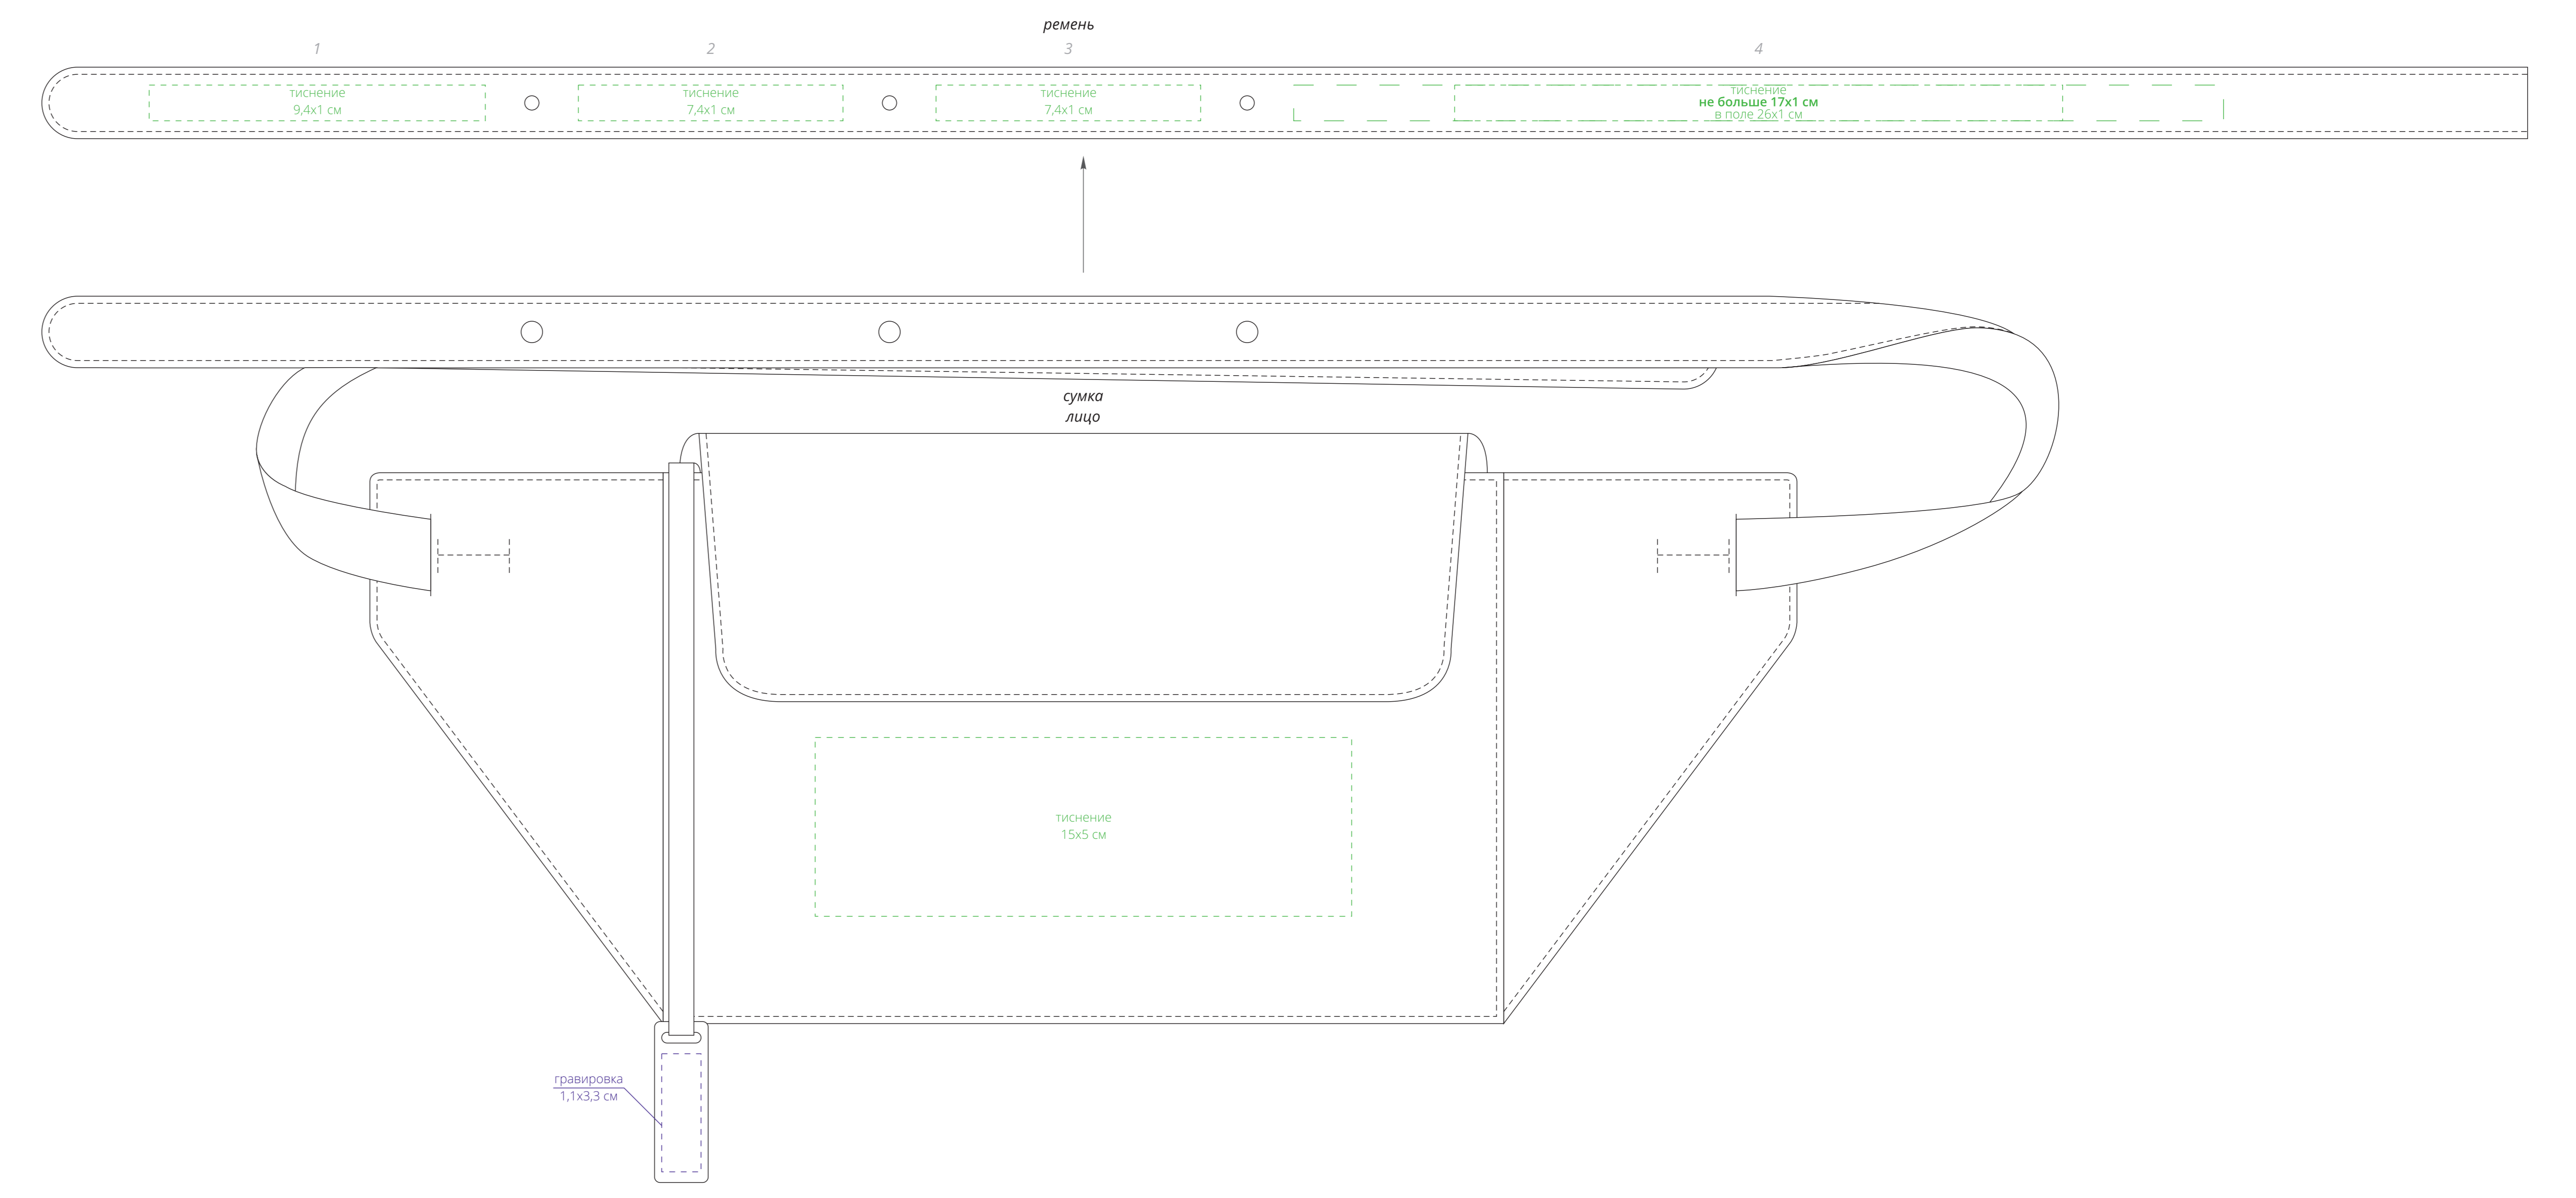 ремень
1
2
3
4
тиснение
9,4х1 см
тиснение
7,4х1 см
тиснение
7,4х1 см
тиснение
не больше 17х1 см
в поле 26х1 см
сумка
лицо
тиснение
15х5 см
гравировка
1,1х3,3 см